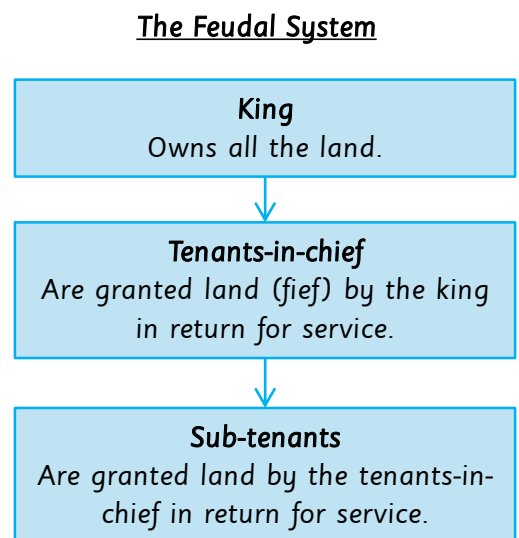 The Feudal System
King
Owns all the land.
Tenants-in-chief
Are granted land (fief) by the king
in return for service.
Sub-tenants
Are granted land by the tenants-in-
chief in return for service.